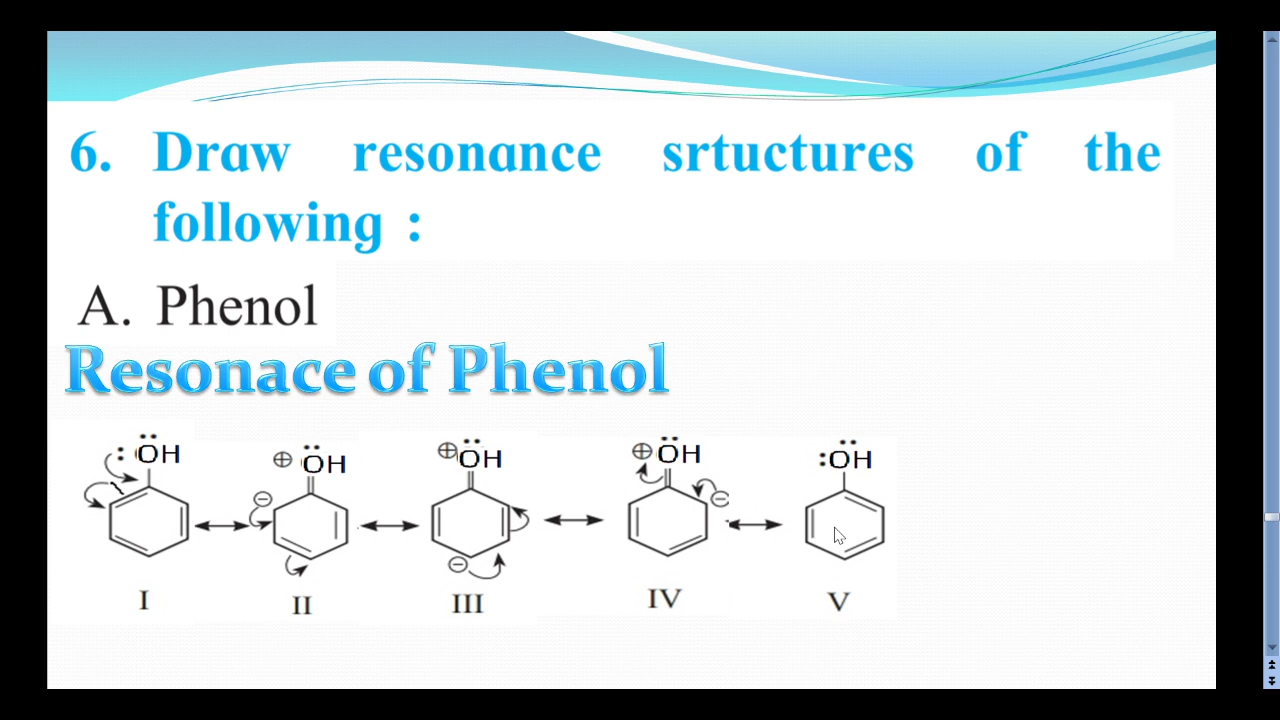 6. Draw resonance srtuctures of the
following :
A. Phenol
Resonace of Phenol
:ÖH ⊕ ÖH ⊕ÖH ⊕ÖH :ÖH
⊖ ⊖ ⊖
I II III IV V